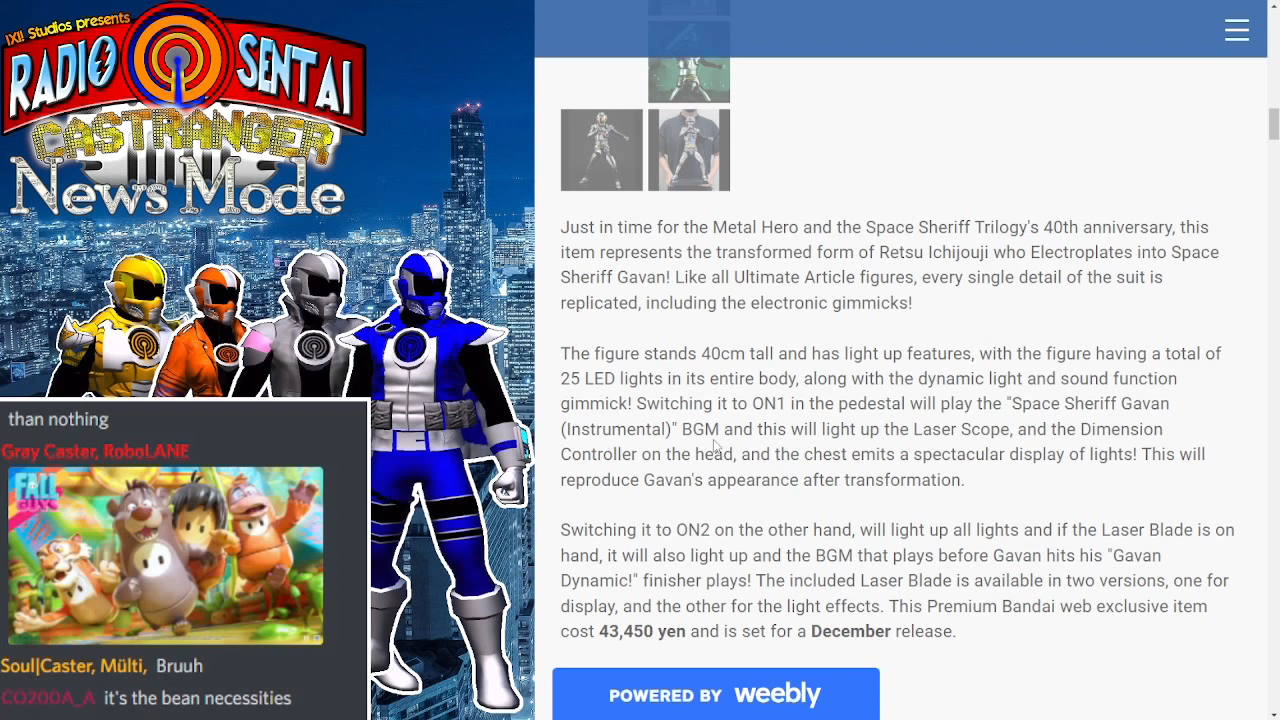 IXII Studios presents
RADIO SENTAI
CASTRANGER
News Mode
than nothing
Gray Caster, RoboLANE
FALL GUYS
Soul|Caster, Mülti, Bruuh
CO200A_A it's the bean necessities
Just in time for the Metal Hero and the Space Sheriff Trilogy's 40th anniversary, this
item represents the transformed form of Retsu Ichijouji who Electroplates into Space
Sheriff Gavan! Like all Ultimate Article figures, every single detail of the suit is
replicated, including the electronic gimmicks!
The figure stands 40cm tall and has light up features, with the figure having a total of
25 LED lights in its entire body, along with the dynamic light and sound function
gimmick! Switching it to ON1 in the pedestal will play the "Space Sheriff Gavan
(Instrumental)" BGM and this will light up the Laser Scope, and the Dimension
Controller on the head, and the chest emits a spectacular display of lights! This will
reproduce Gavan's appearance after transformation.
Switching it to ON2 on the other hand, will light up all lights and if the Laser Blade is on
hand, it will also light up and the BGM that plays before Gavan hits his "Gavan
Dynamic!" finisher plays! The included Laser Blade is available in two versions, one for
display, and the other for the light effects. This Premium Bandai web exclusive item
cost 43,450 yen and is set for a December release.
POWERED BY weebly